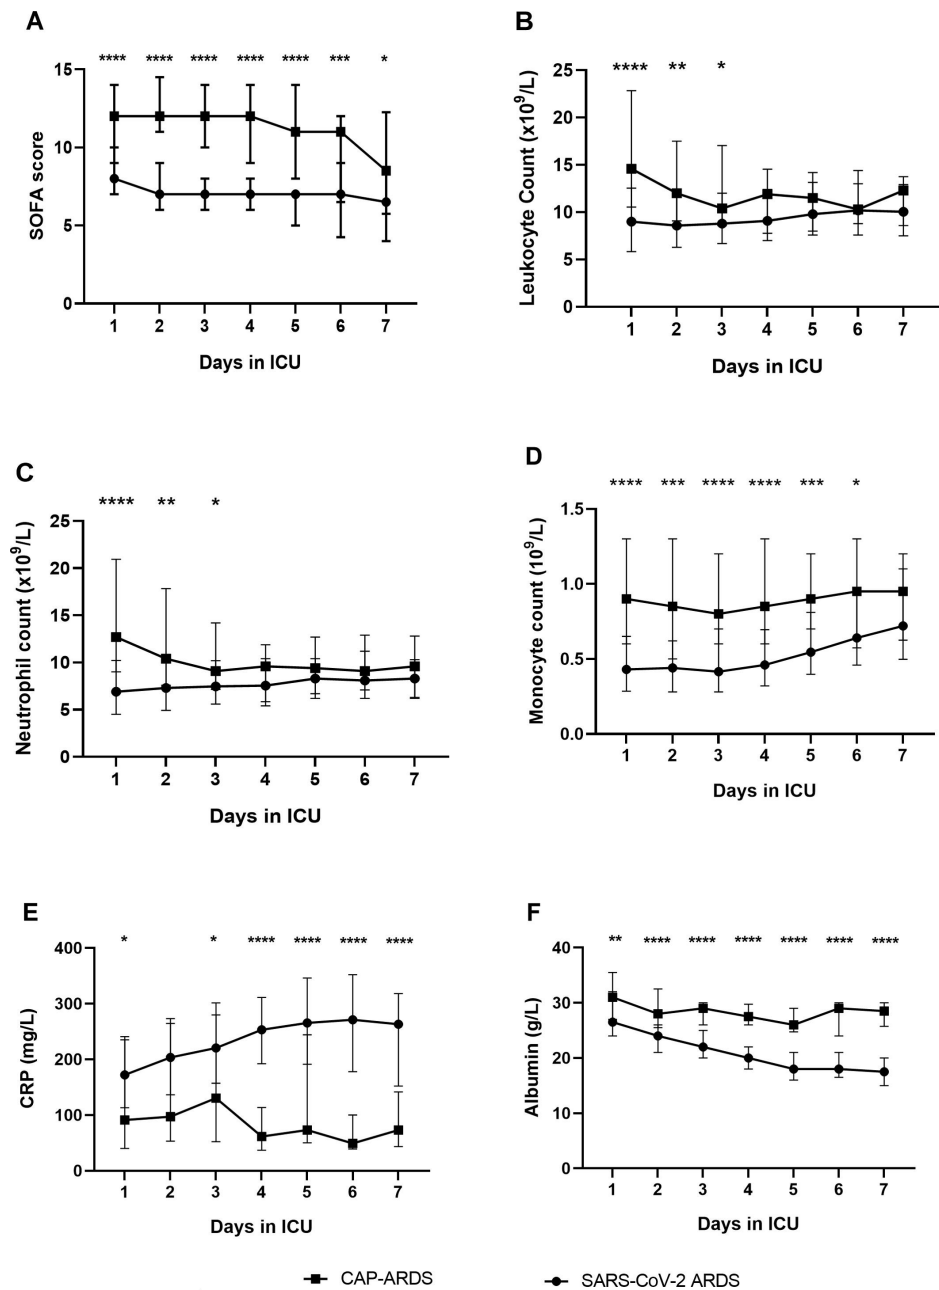 A
**** **** **** **** **** *** *
SOFA score
15
10
5
0
1 2 3 4 5 6 7
Days in ICU
B
**** ** *
Leukocyte Count (x10⁹/L)
25
20
15
10
5
0
1 2 3 4 5 6 7
Days in ICU
C
**** ** *
Neutrophil count (x10⁹/L)
25
20
15
10
5
0
1 2 3 4 5 6 7
Days in ICU
D
**** *** **** **** *** *
Monocyte count (10⁹/L)
1.5
1.0
0.5
0.0
1 2 3 4 5 6 7
Days in ICU
E
* * **** **** **** ****
CRP (mg/L)
400
300
200
100
0
1 2 3 4 5 6 7
Days in ICU
F
** **** **** **** **** **** ****
Albumin (g/L)
40
30
20
10
0
1 2 3 4 5 6 7
Days in ICU
CAP-ARDS
SARS-CoV-2 ARDS